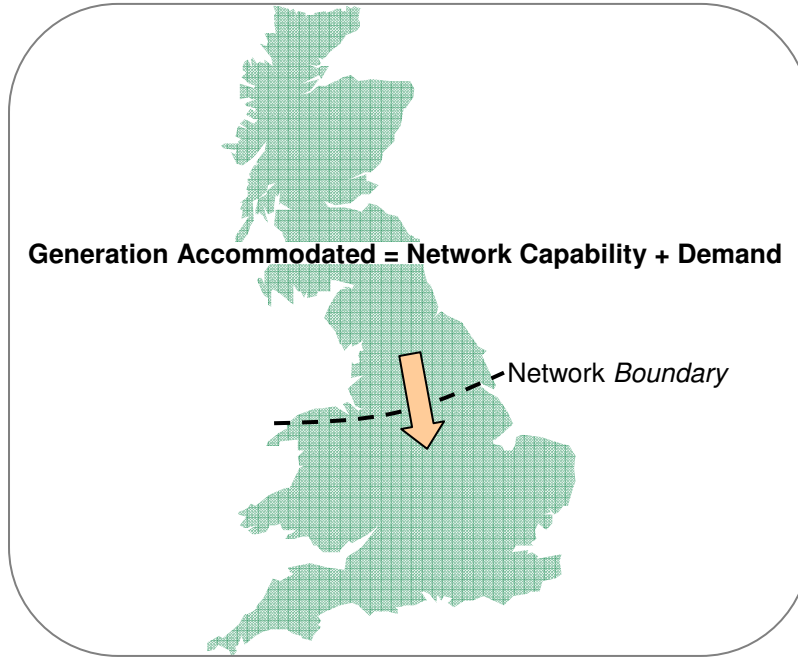 Generation Accommodated = Network Capability + Demand
Network Boundary